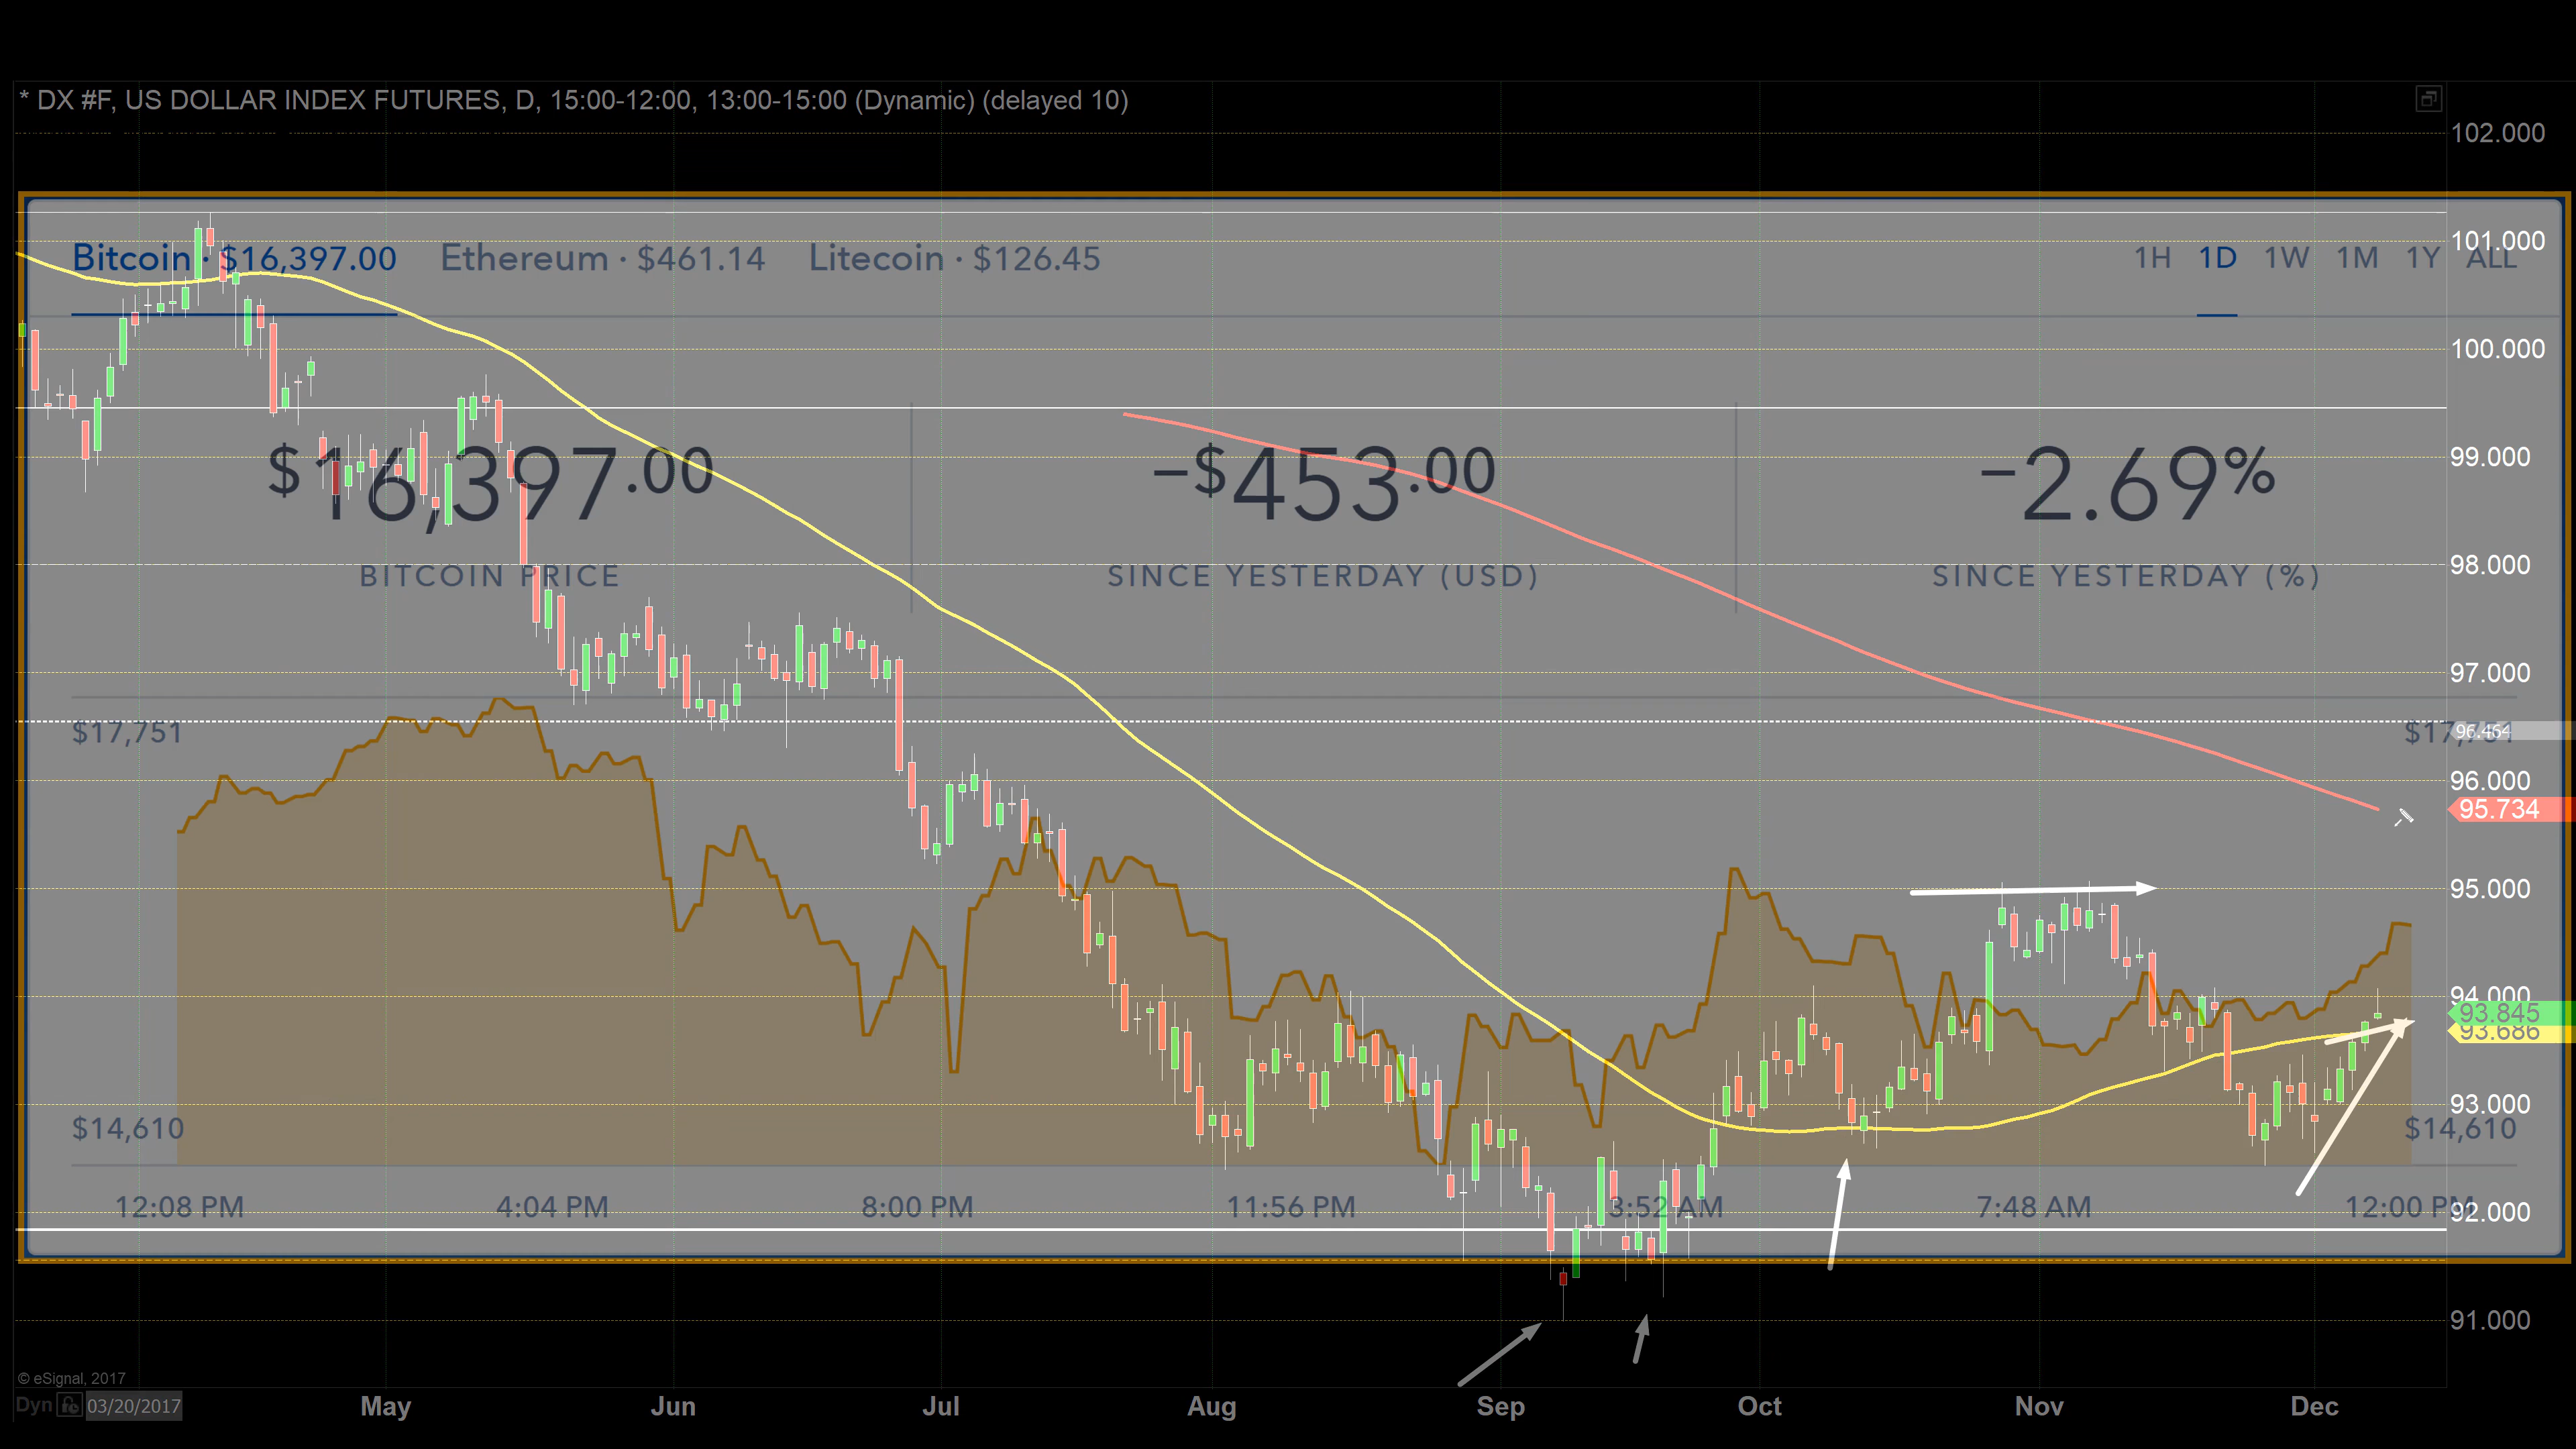 * DX #F, US DOLLAR INDEX FUTURES, D, 15:00-12:00, 13:00-15:00 (Dynamic) (delayed 10)
102.000
Bitcoin · $16,397.00 Ethereum · $461.14 Litecoin · $126.45 1H 1D 1W 1M 1Y ALL
101.000
100.000
99.000
$16,397.00 −$453.00 −2.69%
98.000
BITCOIN PRICE SINCE YESTERDAY (USD) SINCE YESTERDAY (%)
97.000
$17,751 $17,751
96.464
96.000
95.734
95.000
94.000
93.845
93.686
93.000
$14,610 $14,610
12:08 PM 4:04 PM 8:00 PM 11:56 PM 3:52 AM 7:48 AM 12:00 PM
92.000
91.000
© eSignal, 2017
Dyn 03/20/2017 May Jun Jul Aug Sep Oct Nov Dec